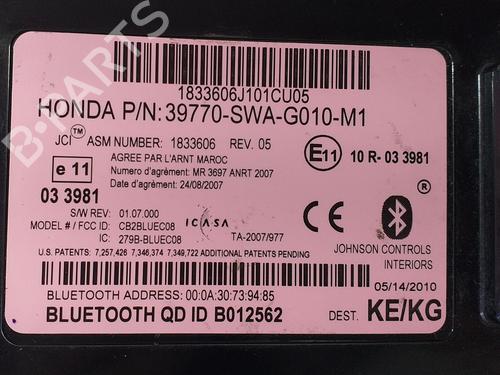 1833606J101CU05
HONDA P/N: 39770-SWA-G010-M1
JCI™ ASM NUMBER: 1833606 REV. 05
e 11
03 3981
AGREE PAR L'ARNT MAROC
Numero d'agrément: MR 3697 ANRT 2007
Date d'agrément: 24/08/2007
E11 10 R- 03 3981
S/W REV: 01.07.000
MODEL # / FCC ID: CB2BLUEC08
IC: 279B-BLUEC08
ICASA
TA-2007/977
CE
®
JOHNSON CONTROLS
INTERIORS
U.S. PATENTS: 7,257,426 7,346,374 7,349,722 ADDITIONAL PATENTS PENDING
05/14/2010
BLUETOOTH ADDRESS: 00:0A:30:73:94:85
BLUETOOTH QD ID B012562
DEST. KE/KG
B-PARTS